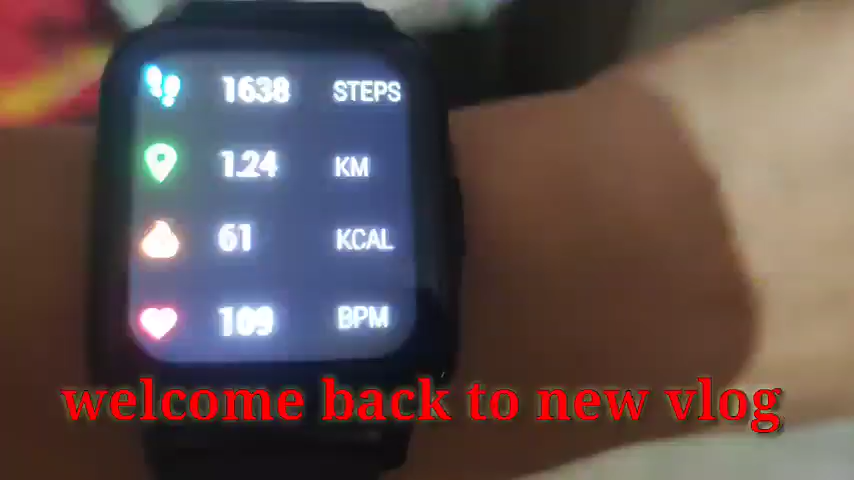 1638 STEPS
1.24 KM
61 KCAL
109 BPM
welcome back to new vlog